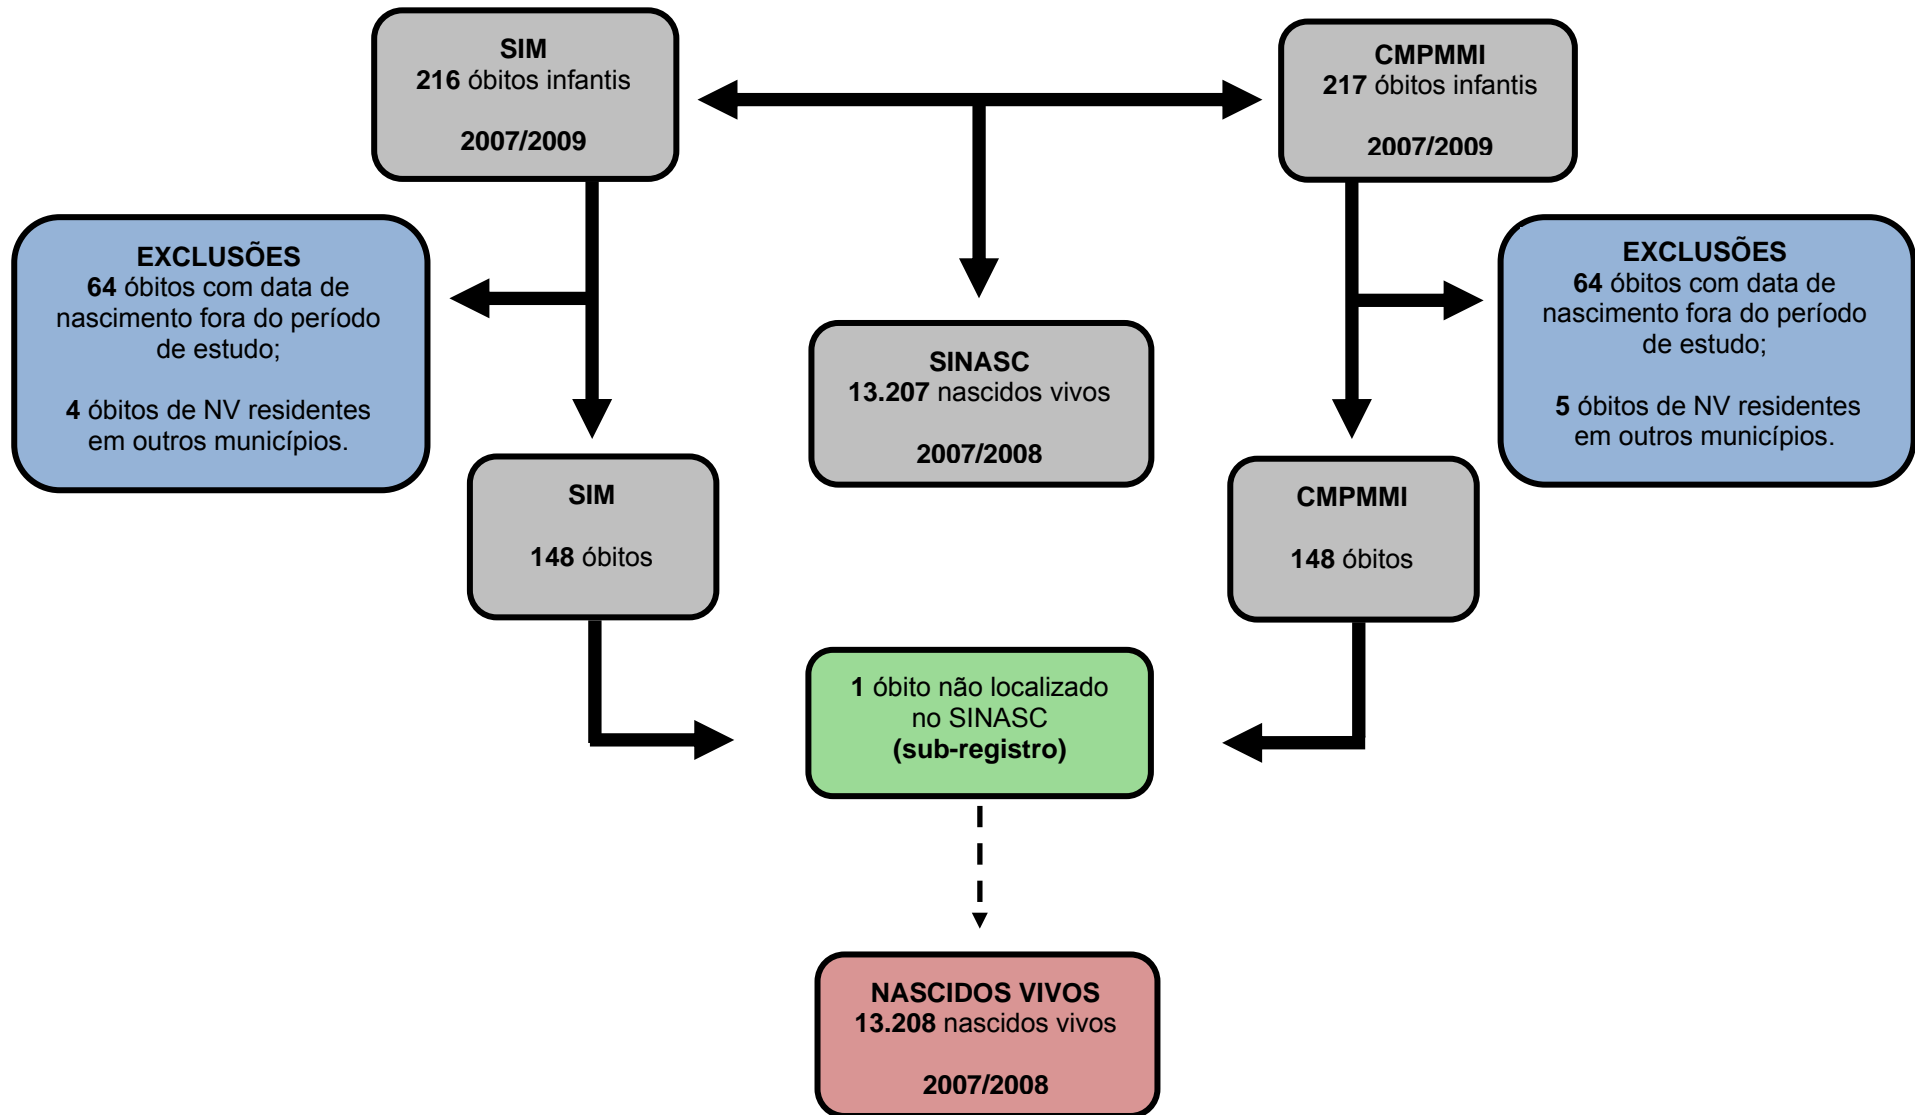 SIM
216 óbitos infantis
2007/2009
CMPMMI
217 óbitos infantis
2007/2009
EXCLUSÕES
64 óbitos com data de
nascimento fora do período
de estudo;
4 óbitos de NV residentes
em outros municípios.
SINASC
13.207 nascidos vivos
2007/2008
EXCLUSÕES
64 óbitos com data de
nascimento fora do período
de estudo;
5 óbitos de NV residentes
em outros municípios.
SIM
148 óbitos
CMPMMI
148 óbitos
1 óbito não localizado
no SINASC
(sub-registro)
NASCIDOS VIVOS
13.208 nascidos vivos
2007/2008